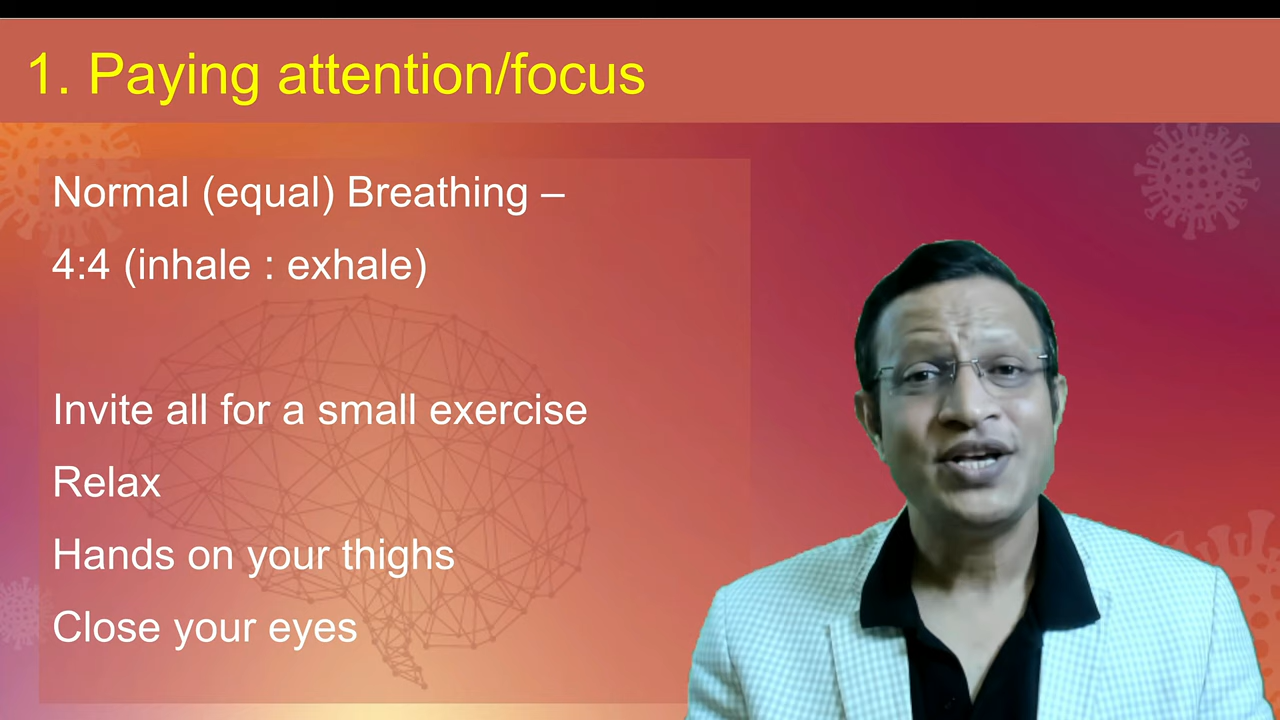 1. Paying attention/focus
Normal (equal) Breathing –
4:4 (inhale : exhale)
Invite all for a small exercise
Relax
Hands on your thighs
Close your eyes